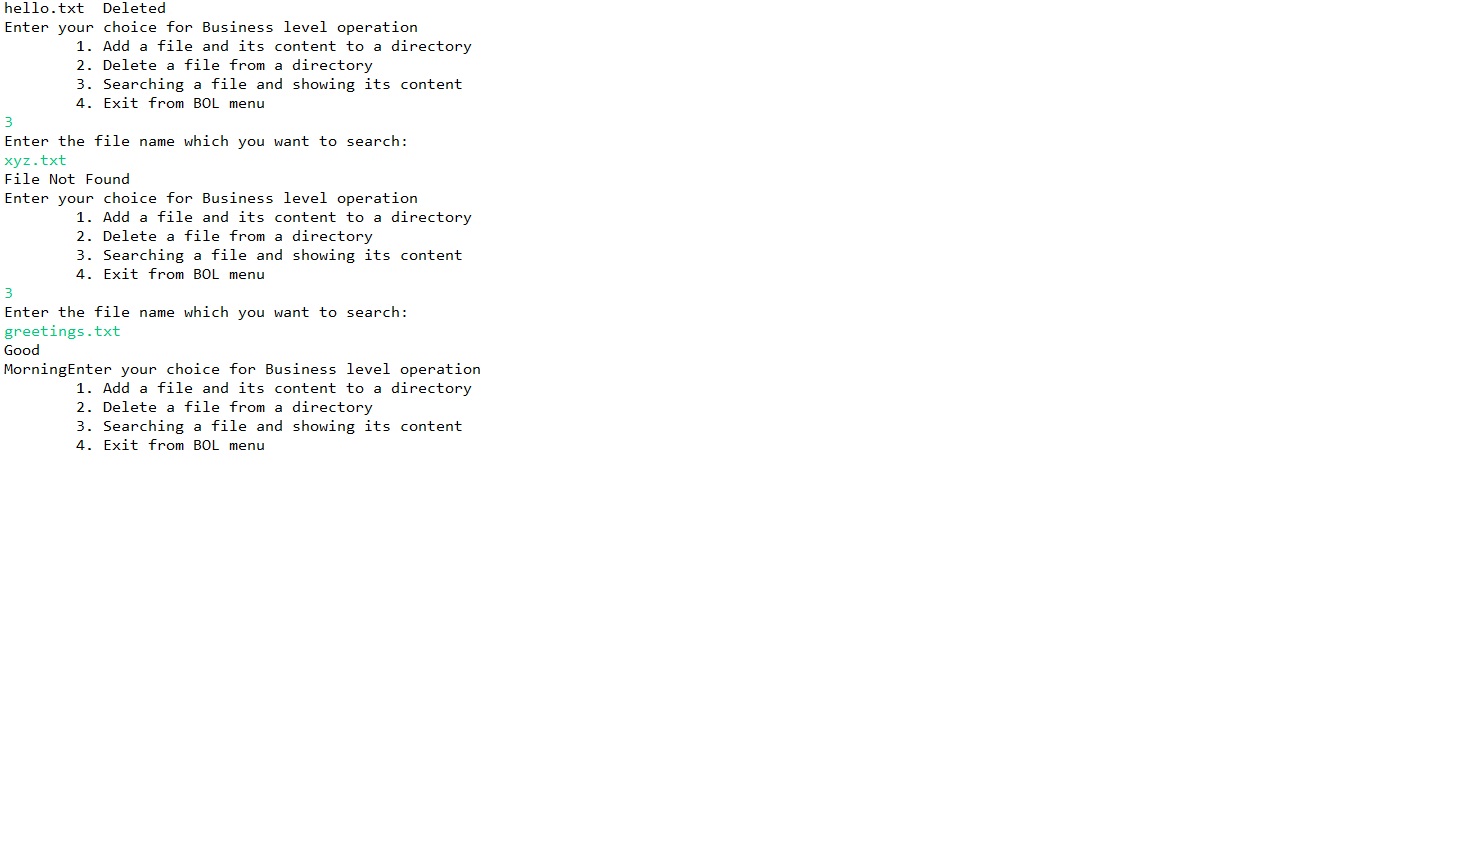 hello.txt  Deleted
Enter your choice for Business level operation
        1. Add a file and its content to a directory
        2. Delete a file from a directory
        3. Searching a file and showing its content
        4. Exit from BOL menu
3
Enter the file name which you want to search:
xyz.txt
File Not Found
Enter your choice for Business level operation
        1. Add a file and its content to a directory
        2. Delete a file from a directory
        3. Searching a file and showing its content
        4. Exit from BOL menu
3
Enter the file name which you want to search:
greetings.txt
Good
MorningEnter your choice for Business level operation
        1. Add a file and its content to a directory
        2. Delete a file from a directory
        3. Searching a file and showing its content
        4. Exit from BOL menu